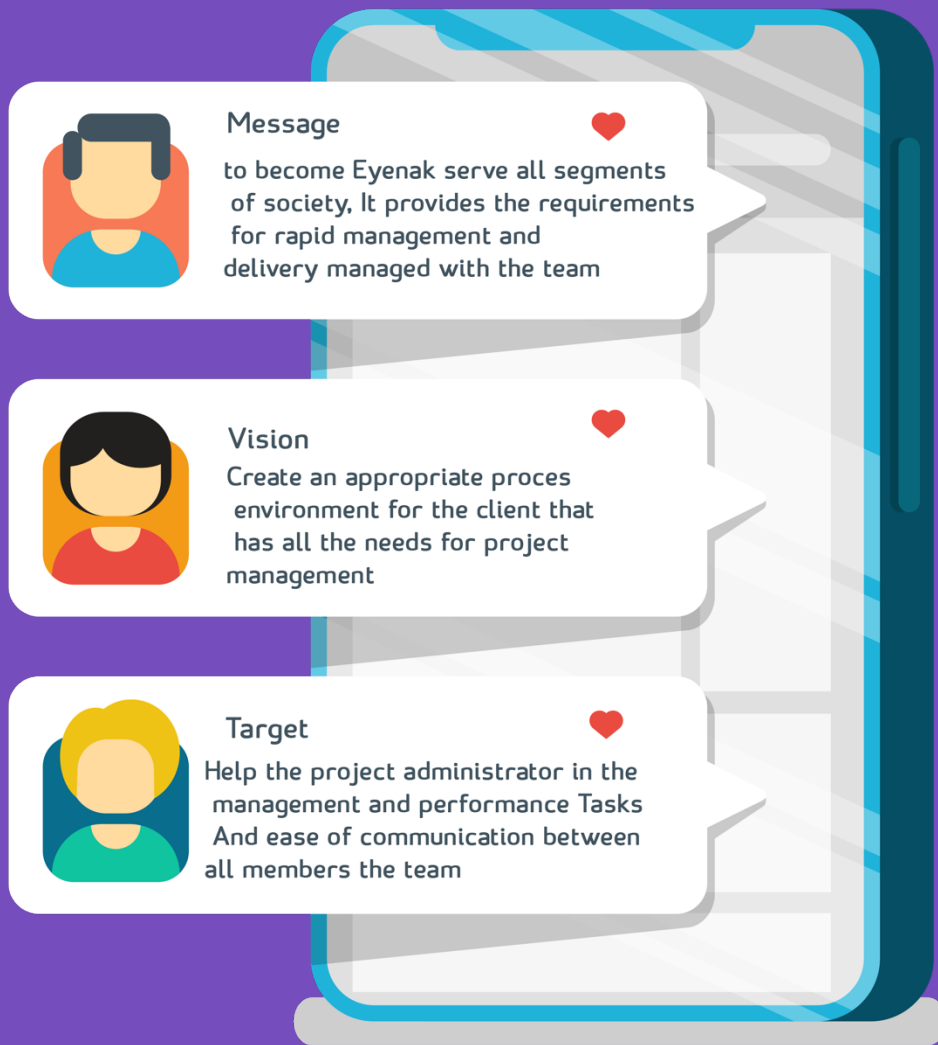 Message
to become Eyenak serve all segments
of society, It provides the requirements
for rapid management and
delivery managed with the team
Vision
Create an appropriate proces
environment for the client that
has all the needs for project
management
Target
Help the project administrator in the
management and performance Tasks
And ease of communication between
all members the team